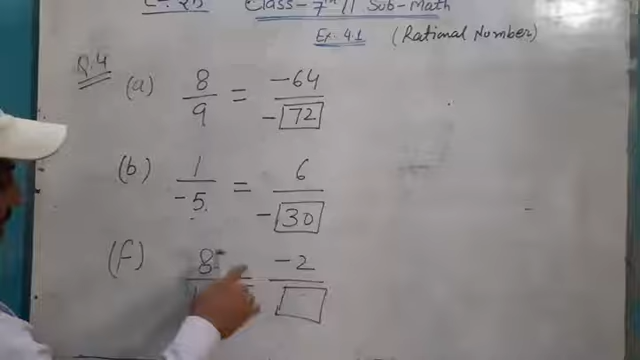 Class-7th // Sub-Math
Ex. 4.1 (Rational Number)
Q.4
(a) 8/9 = -64/-72
(b) 1/-5 = 6/-30
(f) 8 = -2